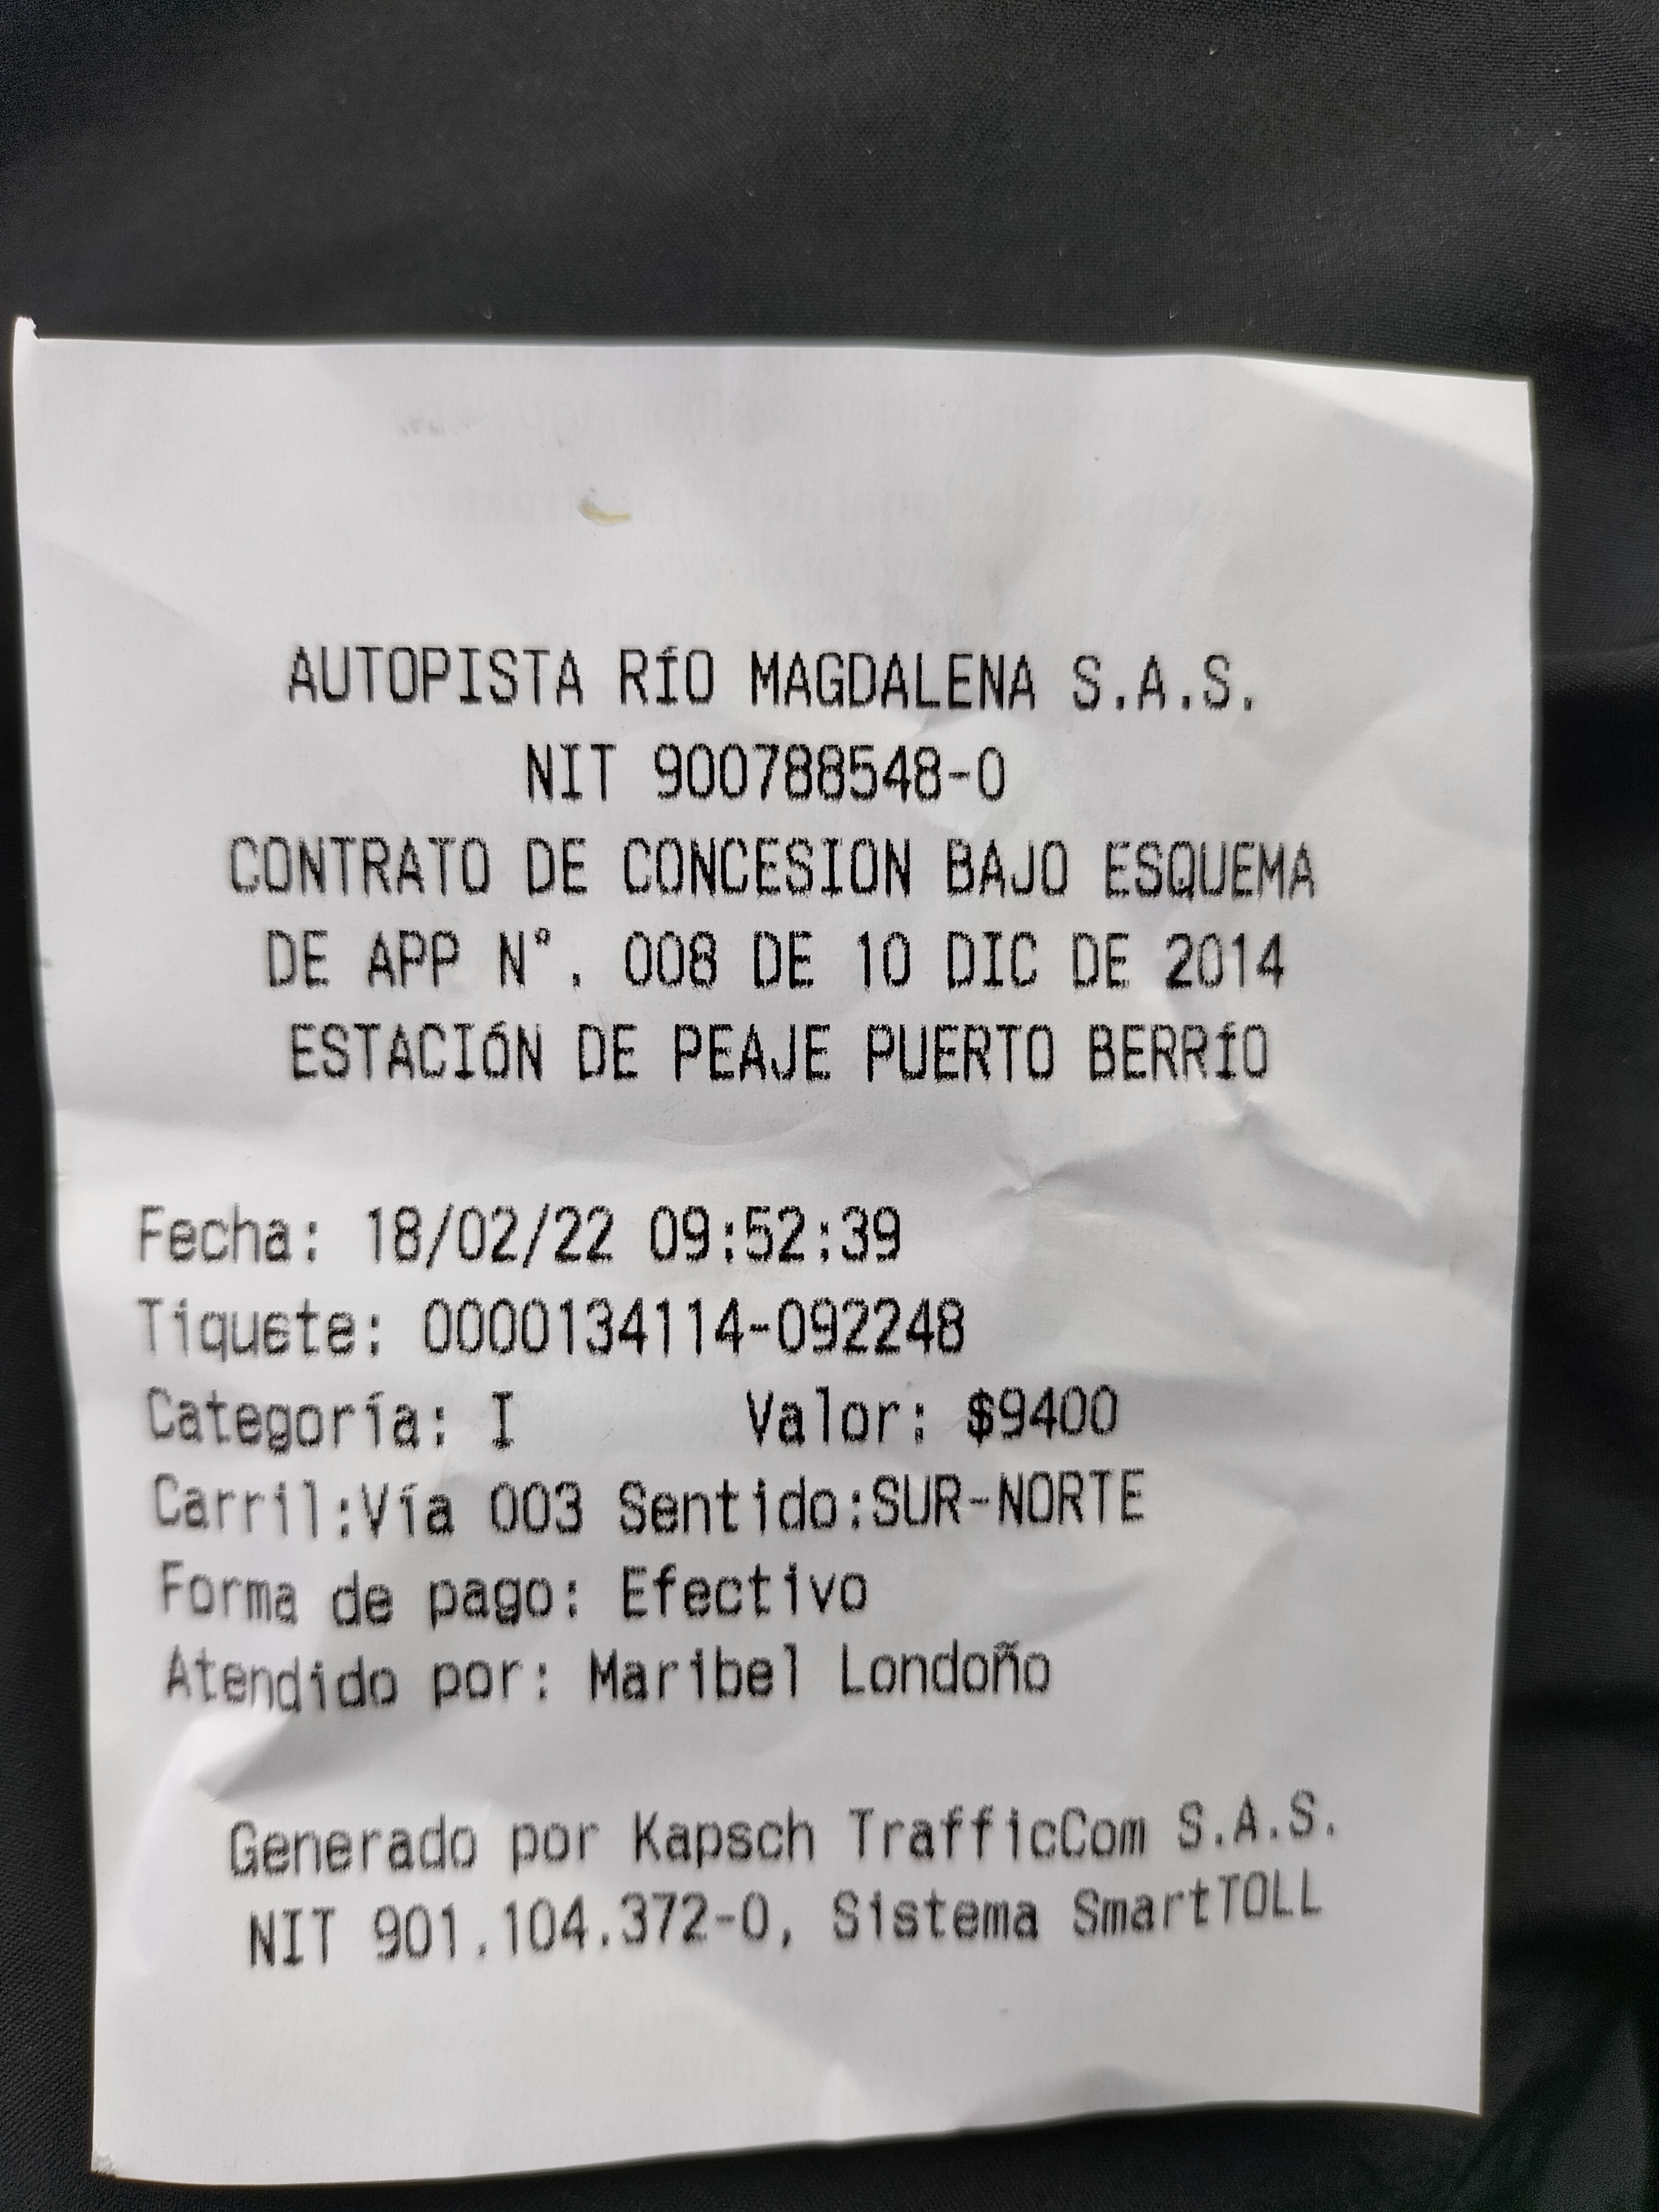 AUTOPISTA RÍO MAGDALENA S.A.S.
NIT 900788548-0
CONTRATO DE CONCESION BAJO ESQUEMA
DE APP N°. 008 DE 10 DIC DE 2014
ESTACIÓN DE PEAJE PUERTO BERRÍO
Fecha: 18/02/22 09:52:39
Tiquete: 0000134114-092248
Categoría: I Valor: $9400
Carril:Vía 003 Sentido:SUR-NORTE
Forma de pago: Efectivo
Atendido por: Maribel Londoño
Generado por Kapsch TrafficCom S.A.S.
NIT 901.104.372-0, Sistema SmartTOLL